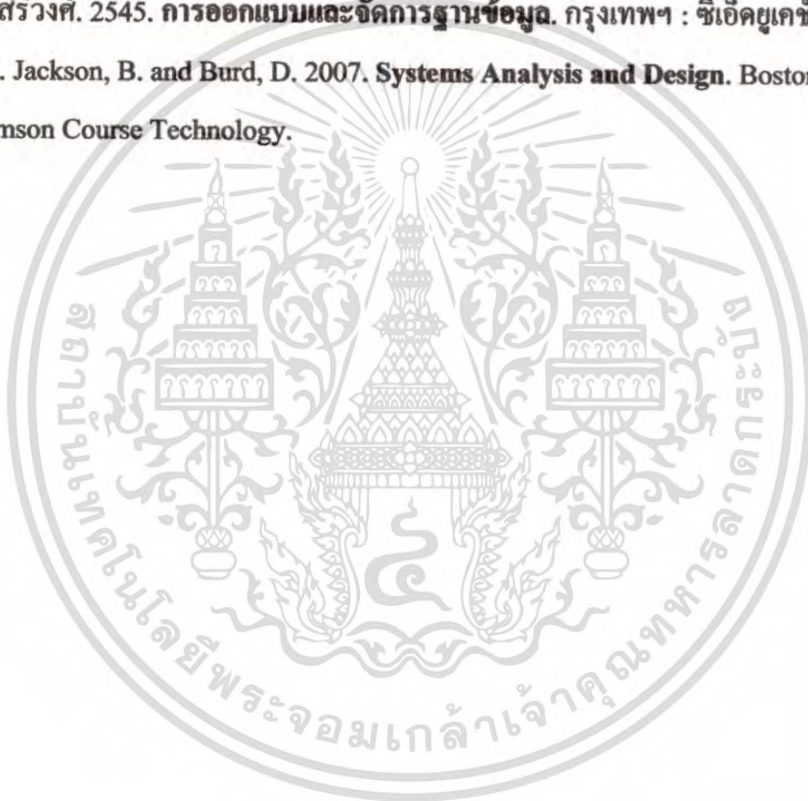 สรวงศ์. 2545. การออกแบบและจัดการฐานข้อมูล. กรุงเทพฯ : ซีเอ็ดยูเคชั่
. Jackson, B. and Burd, D. 2007. Systems Analysis and Design. Boston
mson Course Technology.
สถาบันเทคโนโลยีพระจอมเกล้าเจ้าคุณทหารลาดกระบัง